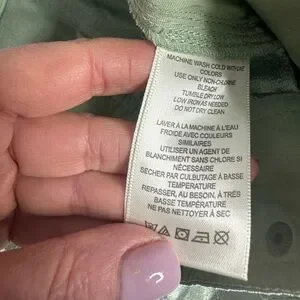 MACHINE WASH COLD WITH LIKE
COLORS
USE ONLY NON-CHLORINE
BLEACH
TUMBLE DRY LOW
LOW IRON AS NEEDED
DO NOT DRY CLEAN
LAVER À LA MACHINE À L'EAU
FROIDE AVEC COULEURS
SIMILAIRES
UTILISER UN AGENT DE
BLANCHIMENT SANS CHLORE SI
NÉCESSAIRE
SÉCHER PAR CULBUTAGE À BASSE
TEMPÉRATURE
REPASSER, AU BESOIN, À TRÈS
BASSE TEMPÉRATURE
NE PAS NETTOYER À SEC